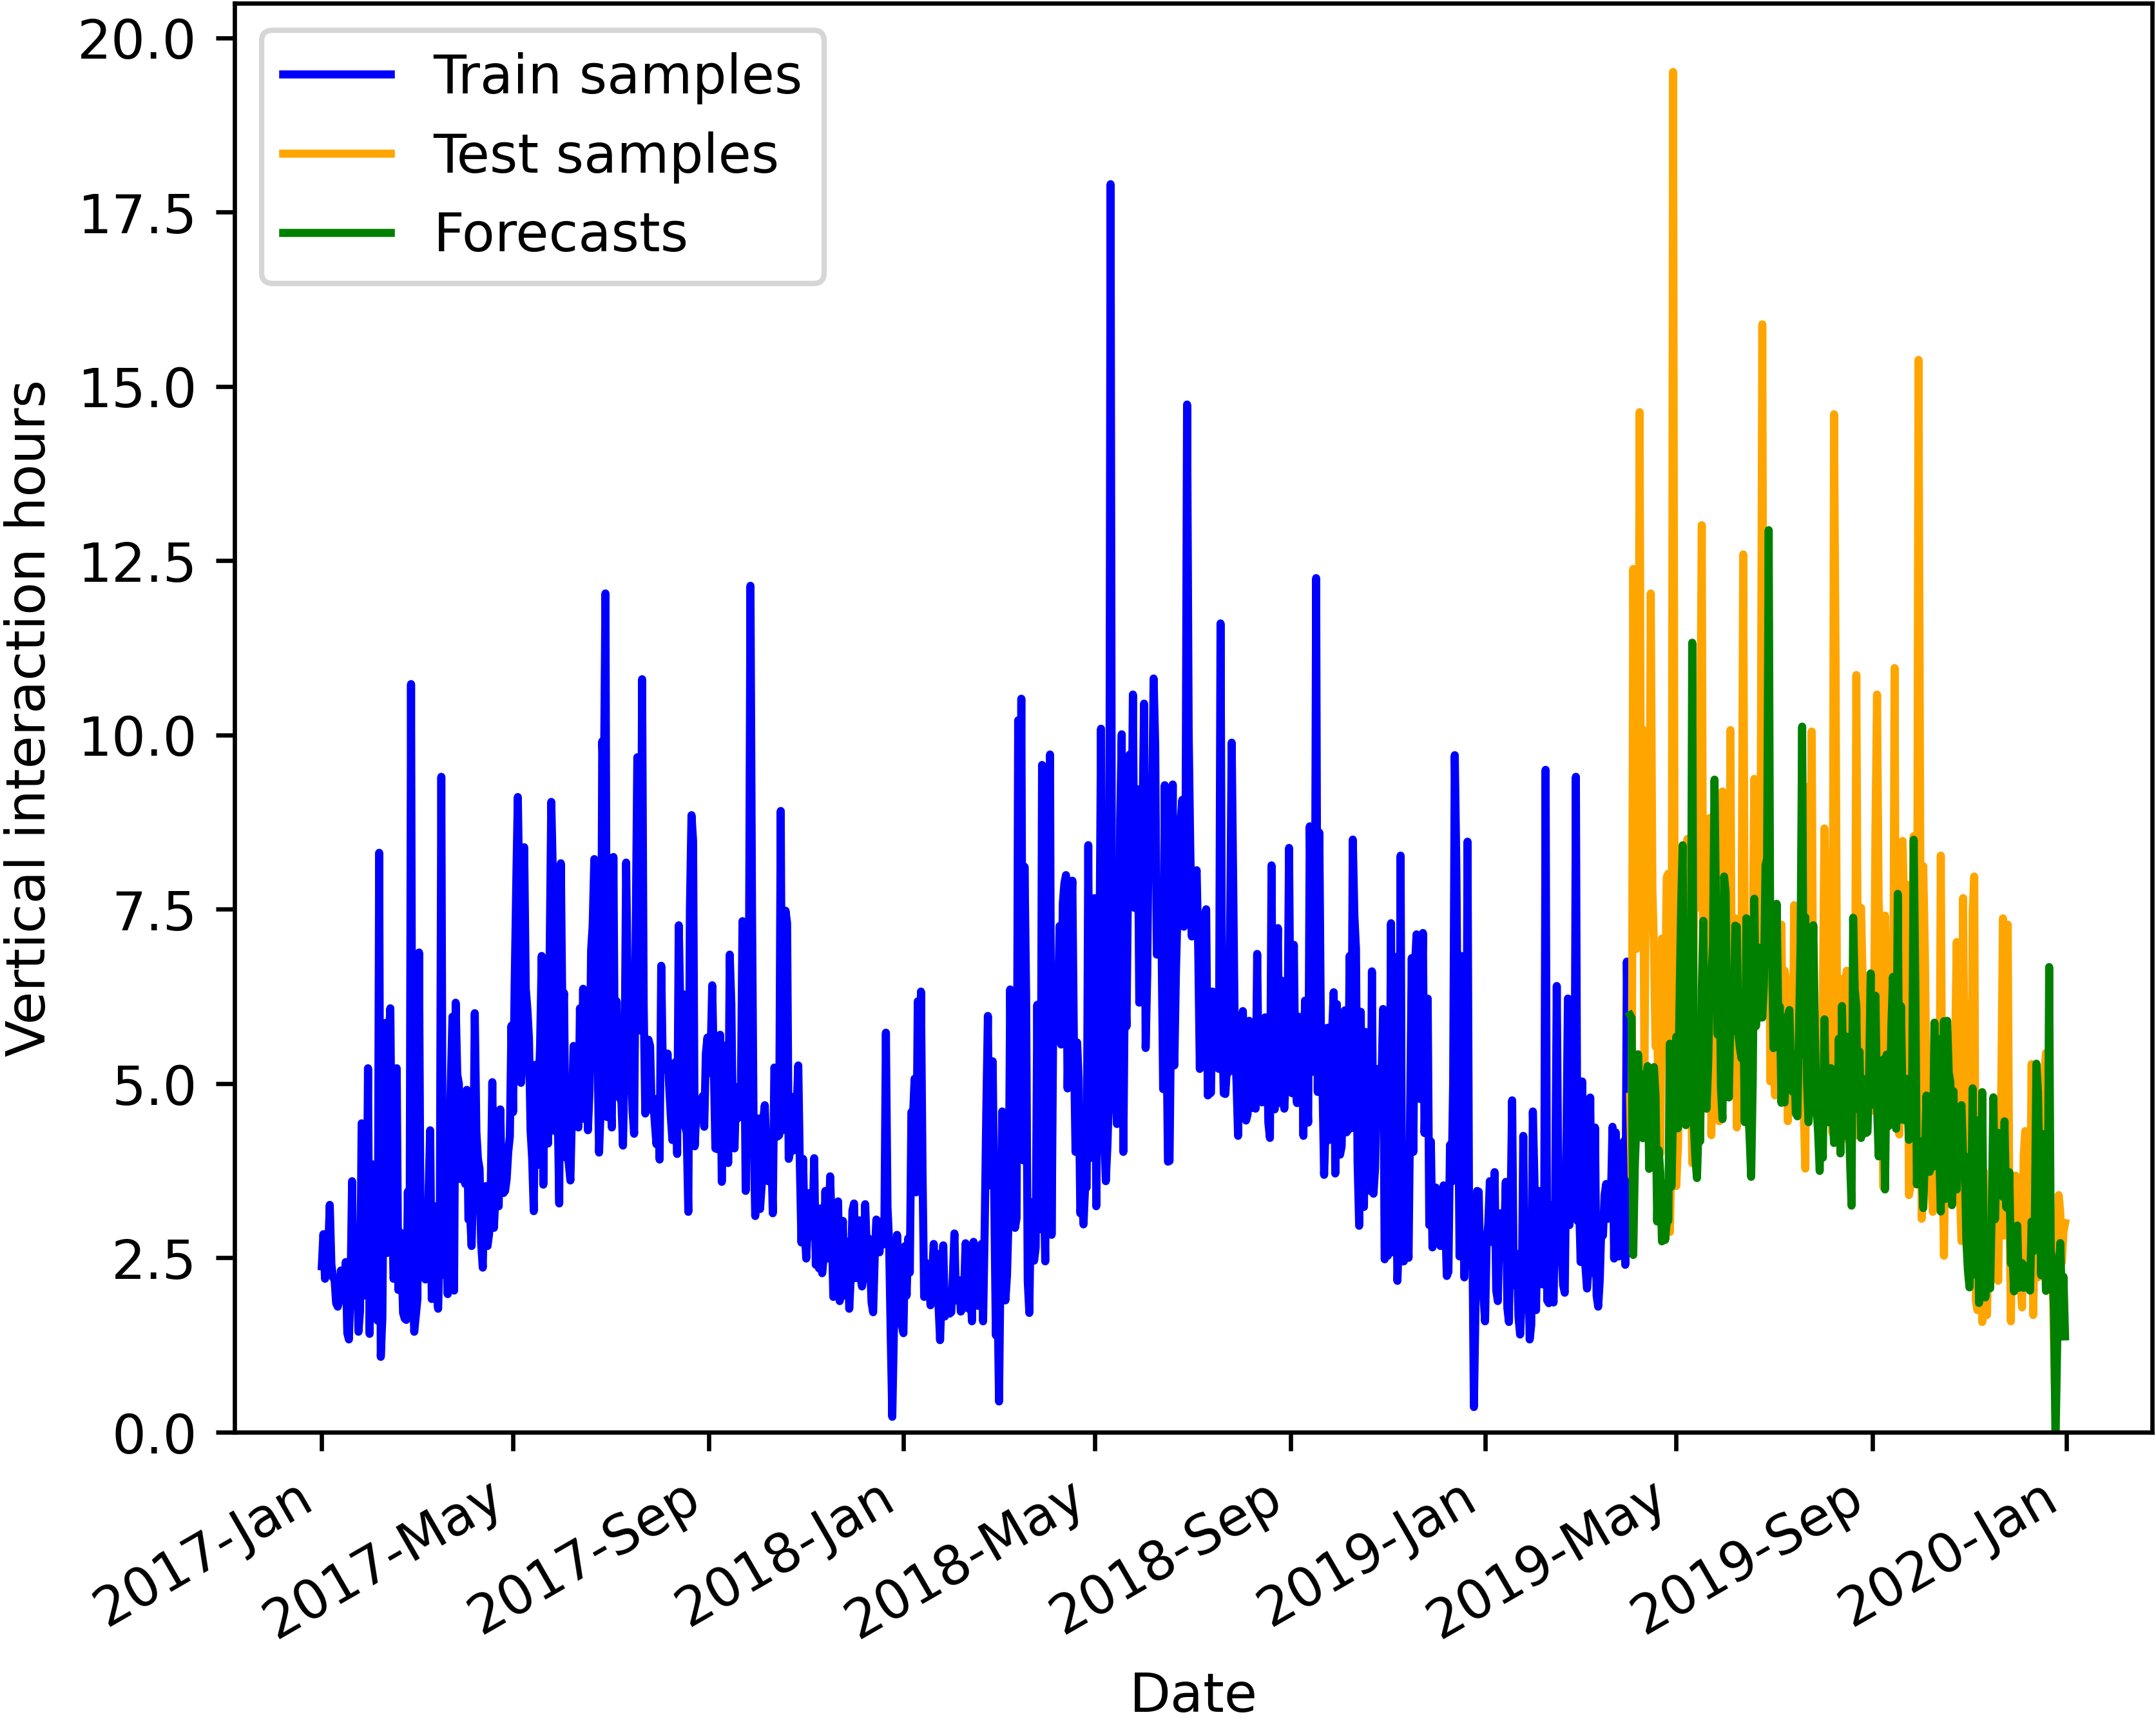 20.0
17.5
15.0
12.5
10.0
7.5
5.0
2.5
0.0
Vertical interaction hours
Train samples
Test samples
Forecasts
2017-Jan
2017-May
2017-Sep
2018-Jan
2018-May
2018-Sep
2019-Jan
2019-May
2019-Sep
2020-Jan
Date